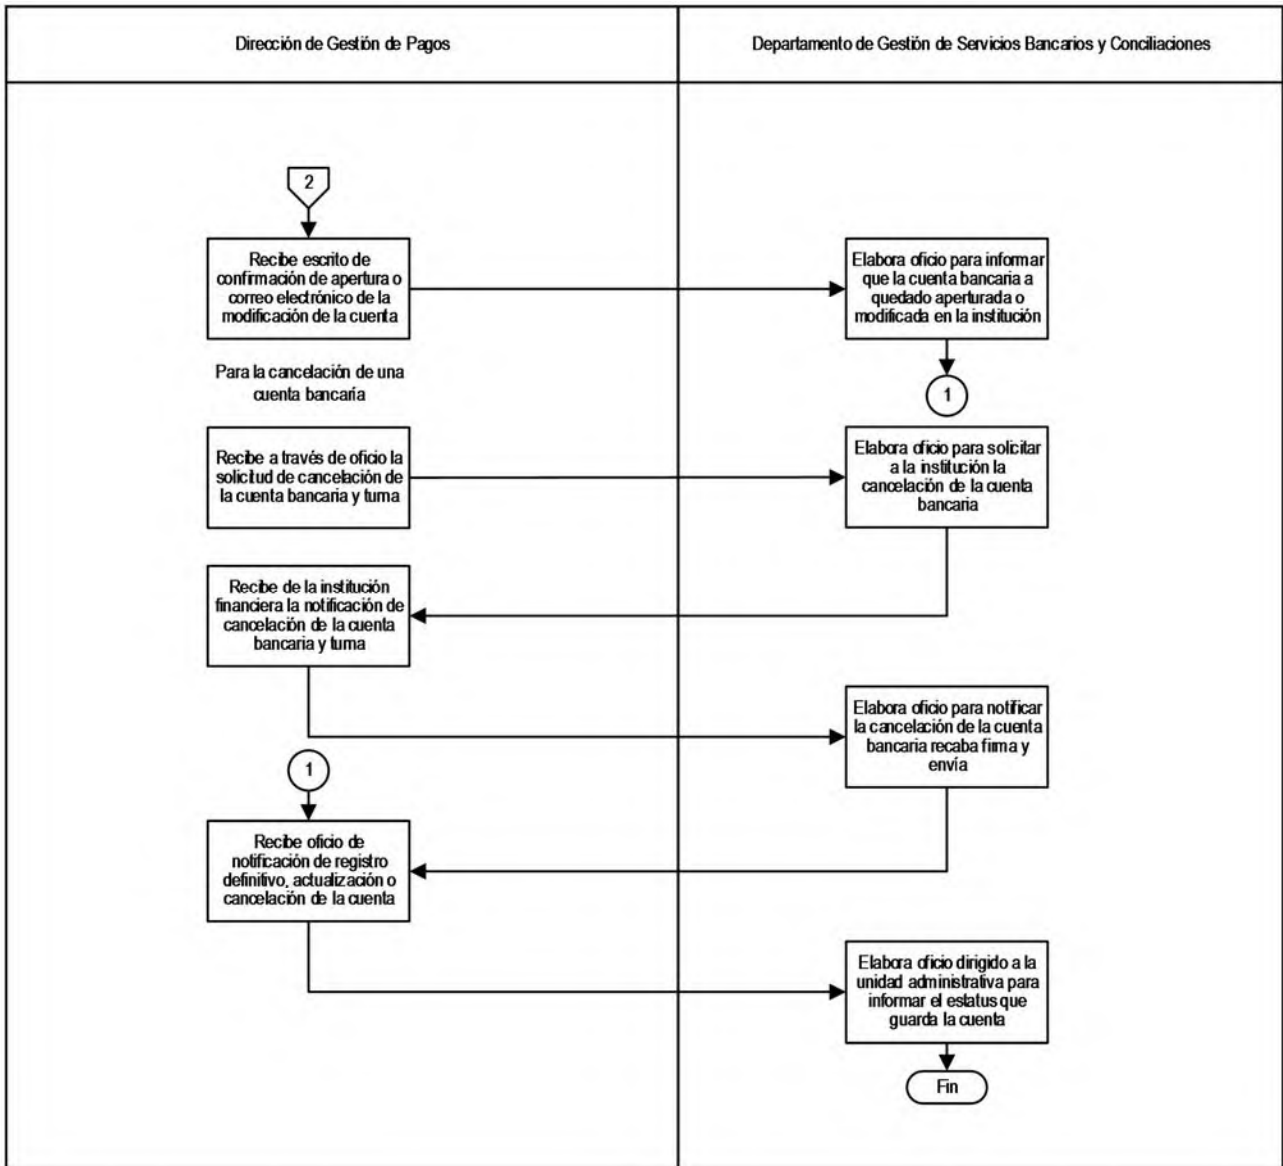 Dirección de Gestión de Pagos
Departamento de Gestión de Servicios Bancarios y Conciliaciones
2
Recibe escrito de
confirmación de apertura o
correo electrónico de la
modificación de la cuenta
Elabora oficio para informar
que la cuenta bancaria a
quedado aperturada o
modificada en la institución
1
Para la cancelación de una
cuenta bancaría
Recibe a través de oficio la
solicitud de cancelación de
la cuenta bancaria y turna
Elabora oficio para solicitar
a la institución la
cancelación de la cuenta
bancaria
Recibe de la institución
financiera la notificación de
cancelación de la cuenta
bancaria y turna
Elabora oficio para notificar
la cancelación de la cuenta
bancaria recaba firma y
envía
1
Recibe oficio de
notificación de registro
definitivo, actualización o
cancelación de la cuenta
Elabora oficio dirigido a la
unidad administrativa para
informar el estatus que
guarda la cuenta
Fin